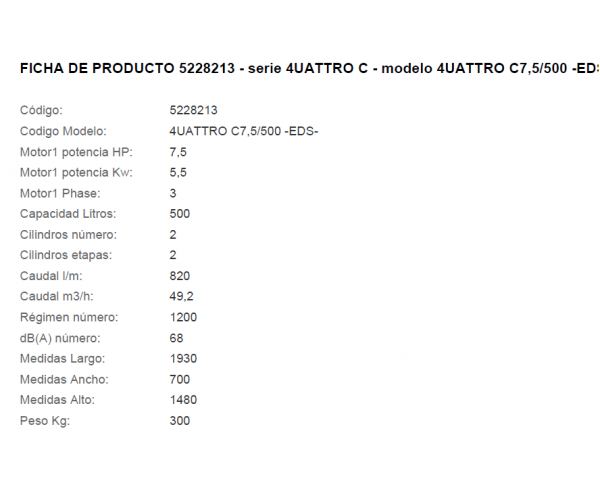 FICHA DE PRODUCTO 5228213 - serie 4UATTRO C - modelo 4UATTRO C7,5/500 -EDS
Código: 5228213
Codigo Modelo: 4UATTRO C7,5/500 -EDS-
Motor1 potencia HP: 7,5
Motor1 potencia Kw: 5,5
Motor1 Phase: 3
Capacidad Litros: 500
Cilindros número: 2
Cilindros etapas: 2
Caudal l/m: 820
Caudal m3/h: 49,2
Régimen número: 1200
dB(A) número: 68
Medidas Largo: 1930
Medidas Ancho: 700
Medidas Alto: 1480
Peso Kg: 300